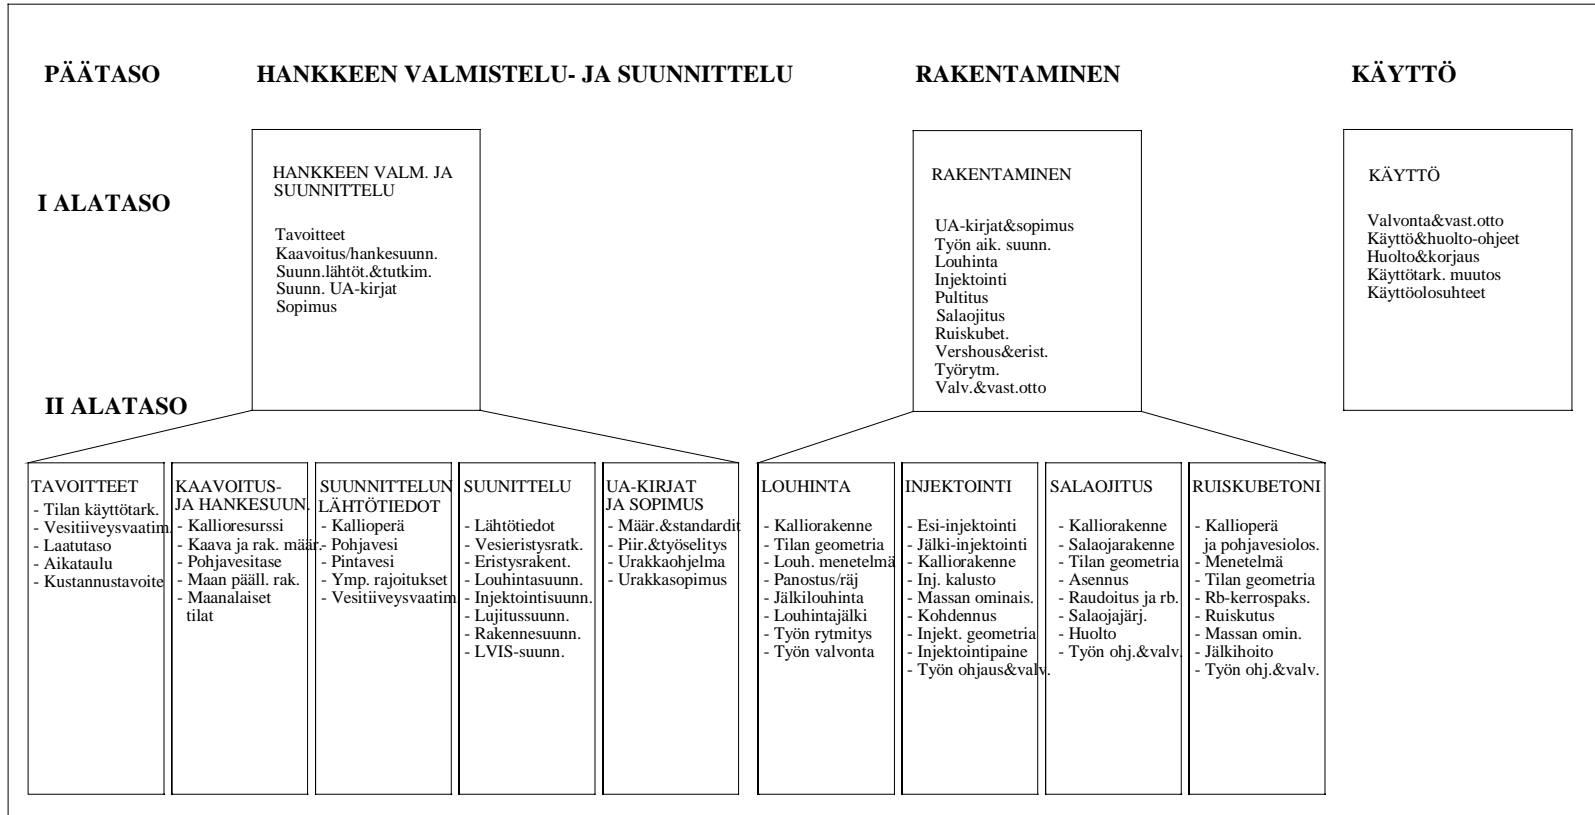 PÄÄTASO
HANKKEEN VALMISTELU- JA SUUNNITTELU
RAKENTAMINEN
KÄYTTÖ
I ALATASO
HANKKEEN VALM. JA
SUUNNITTELU
Tavoitteet
Kaavoitus/hankesuunn.
Suunn.lähtöt.&tutkim.
Suunn. UA-kirjat
Sopimus
RAKENTAMINEN
UA-kirjat&sopimus
Työn aik. suunn.
Louhinta
Injektointi
Pultitus
Salaojitus
Ruiskubet.
Vershous&erist.
Työrytm.
Valv.&vast.otto
KÄYTTÖ
Valvonta&vast.otto
Käyttö&huolto-ohjeet
Huolto&korjaus
Käyttötark. muutos
Käyttöolosuhteet
II ALATASO
TAVOITTEET
- Tilan käyttötark.
- Vesitiiveysvaatim.
- Laatutaso
- Aikataulu
- Kustannustavoite
KAAVOITUS-
JA HANKESUUN.
- Kallioresurssi
- Kaava ja rak. määr.
- Pohjavesitase
- Maan pääll. rak.
- Maanalaiset
tilat
SUUNNITTELUN
LÄHTÖTIEDOT
- Kallioperä
- Pohjavesi
- Pintavesi
- Ymp. rajoitukset
- Vesitiiveysvaatim.
SUUNITTELU
- Lähtötiedot
- Vesieristysratk.
- Eristysrakent.
- Louhintasuunn.
- Injektointisuunn.
- Lujitussuunn.
- Rakennesuunn.
- LVIS-suunn.
UA-KIRJAT
JA SOPIMUS
- Määr.&standardit
- Piir.&työselitys
- Urakkaohjelma
- Urakkasopimus
LOUHINTA
- Kalliorakenne
- Tilan geometria
- Louh. menetelmä
- Panostus/räj
- Jälkilouhinta
- Louhintajälki
- Työn rytmitys
- Työn valvonta
INJEKTOINTI
- Esi-injektointi
- Jälki-injektointi
- Kalliorakenne
- Inj. kalusto
- Massan ominais.
- Kohdennus
- Injekt. geometria
- Injektointipaine
- Työn ohjaus&valv.
SALAOJITUS
- Kalliorakenne
- Salaojarakenne
- Tilan geometria
- Asennus
- Raudoitus ja rb.
- Salaojajärj.
- Huolto
- Työn ohj.&valv.
RUISKUBETONI
- Kallioperä
ja pohjavesiolos.
- Menetelmä
- Tilan geometria
- Rb-kerrospaks.
- Ruiskutus
- Massan omin.
- Jälkihoito
- Työn ohj.&valv.